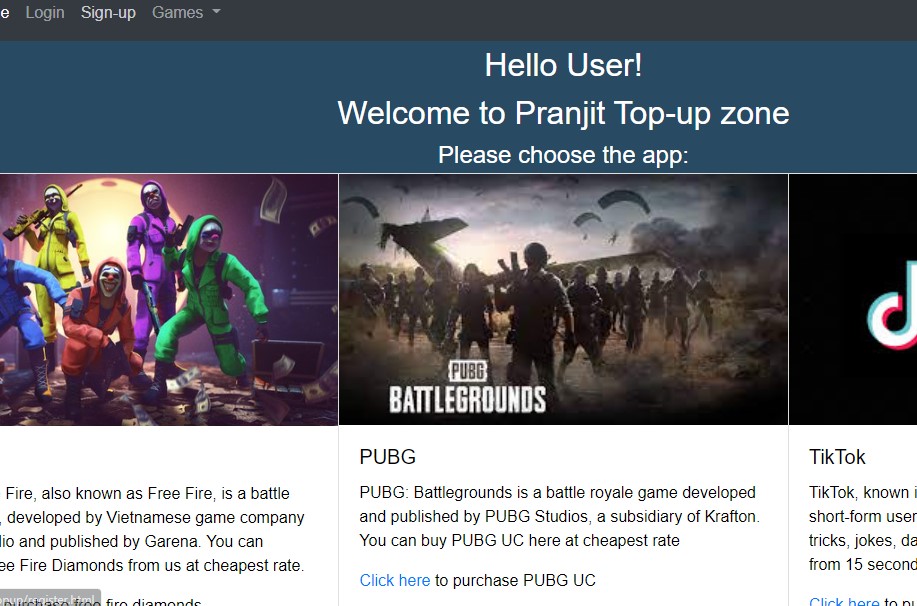 e Login Sign-up Games
Hello User!
Welcome to Pranjit Top-up zone
Please choose the app:
PUBG
BATTLEGROUNDS
Fire, also known as Free Fire, is a battle
, developed by Vietnamese game company
dio and published by Garena. You can
ee Fire Diamonds from us at cheapest rate.
purchase free fire diamonds
onup/register.html
PUBG
PUBG: Battlegrounds is a battle royale game developed
and published by PUBG Studios, a subsidiary of Krafton.
You can buy PUBG UC here at cheapest rate
Click here to purchase PUBG UC
TikTok
TikTok, known i
short-form user
tricks, jokes, da
from 15 second
Click here to pu